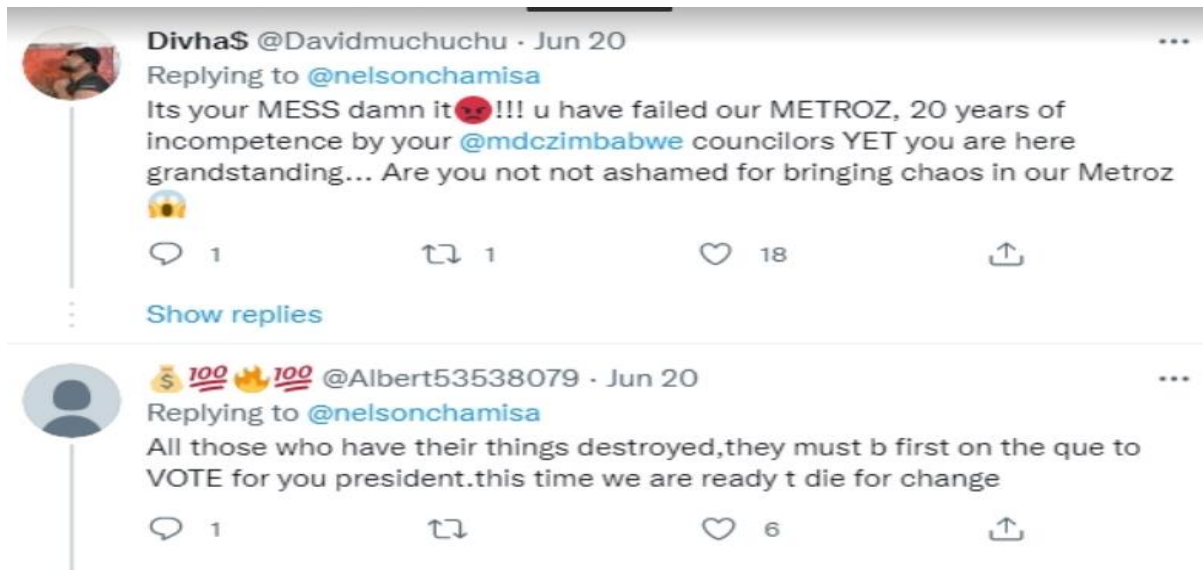 Divha$ @Davidmuchuchu · Jun 20
Replying to @nelsonchamisa
Its your MESS damn it😡!!! u have failed our METROZ, 20 years of
incompetence by your @mdczimbabwe councilors YET you are here
grandstanding... Are you not not ashamed for bringing chaos in our Metroz
😱
1 1 18
Show replies
💰💯🔥💯 @Albert53538079 · Jun 20
Replying to @nelsonchamisa
All those who have their things destroyed,they must b first on the que to
VOTE for you president.this time we are ready t die for change
1 6